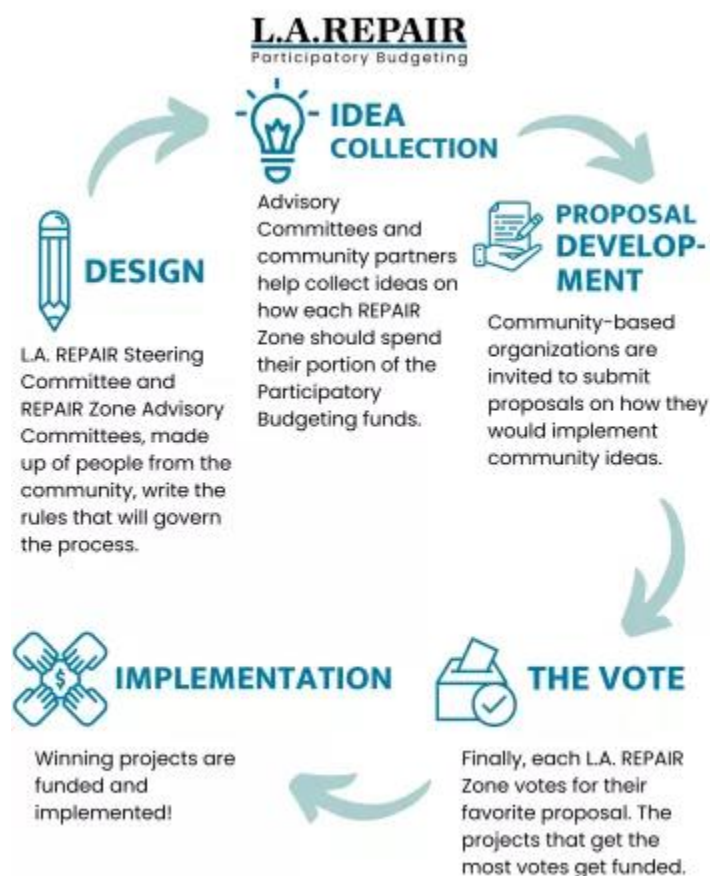 L.A.REPAIR
Participatory Budgeting
DESIGN
L.A. REPAIR Steering
Committee and
REPAIR Zone Advisory
Committees, made
up of people from the
community, write the
rules that will govern
the process.
IDEA
COLLECTION
Advisory
Committees and
community partners
help collect ideas on
how each REPAIR
Zone should spend
their portion of the
Participatory
Budgeting funds.
PROPOSAL
DEVELOP-
MENT
Community-based
organizations are
invited to submit
proposals on how they
would implement
community ideas.
THE VOTE
Finally, each L.A. REPAIR
Zone votes for their
favorite proposal. The
projects that get the
most votes get funded.
IMPLEMENTATION
$
Winning projects are
funded and
implemented!